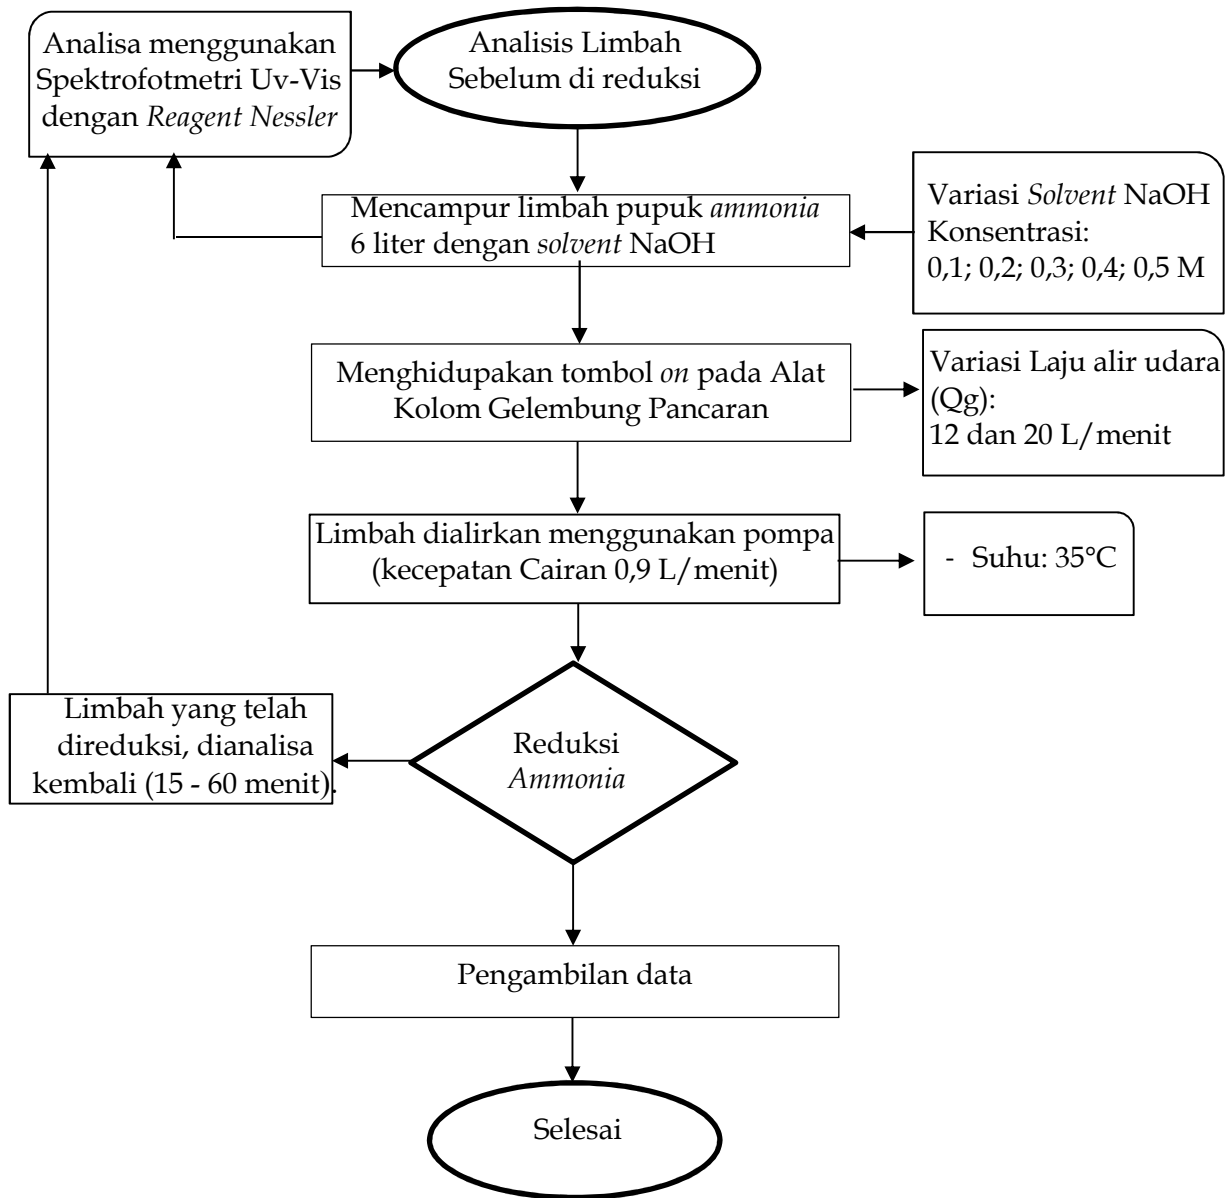 Analisa menggunakan
Spektrofotmetri Uv-Vis
dengan Reagent Nessler
Analisis Limbah
Sebelum di reduksi
Mencampur limbah pupuk ammonia
6 liter dengan solvent NaOH
Variasi Solvent NaOH
Konsentrasi:
0,1; 0,2; 0,3; 0,4; 0,5 M
Menghidupakan tombol on pada Alat
Kolom Gelembung Pancaran
Variasi Laju alir udara
(Qg):
12 dan 20 L/menit
Limbah dialirkan menggunakan pompa
(kecepatan Cairan 0,9 L/menit)
- Suhu: 35°C
Limbah yang telah
direduksi, dianalisa
kembali (15 - 60 menit).
Reduksi
Ammonia
Pengambilan data
Selesai